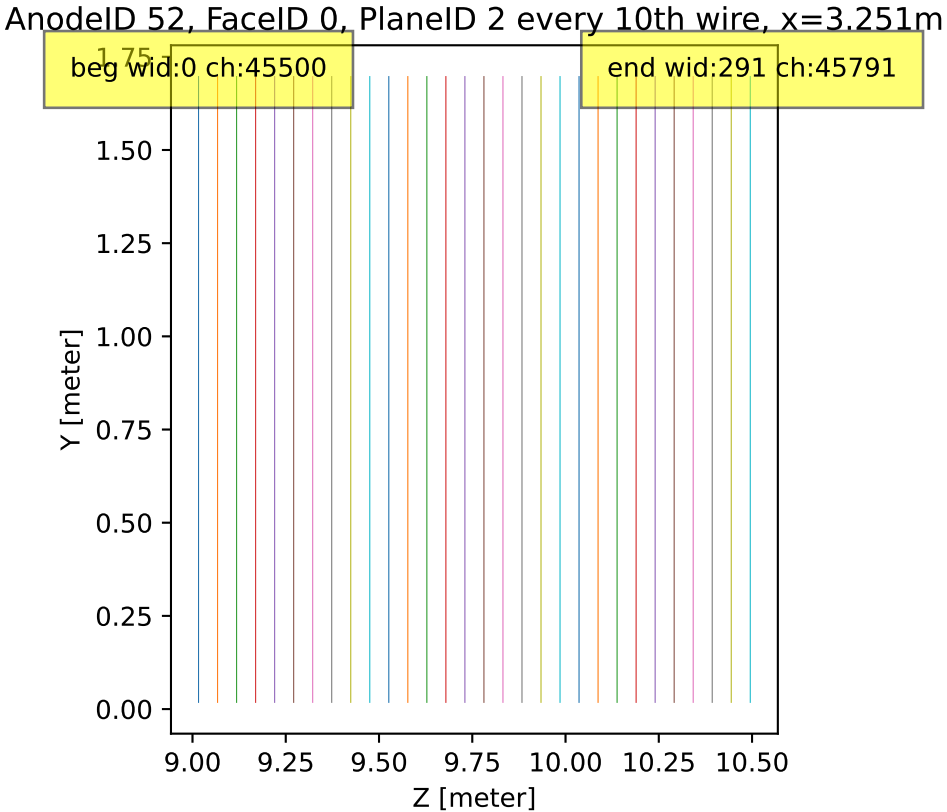 AnodeID 52, FaceID 0, PlaneID 2 every 10th wire, x=3.251m
beg wid:0 ch:45500
end wid:291 ch:45791
1.75
1.50
1.25
1.00
0.75
0.50
0.25
0.00
Y [meter]
9.00 9.25 9.50 9.75 10.00 10.25 10.50
Z [meter]